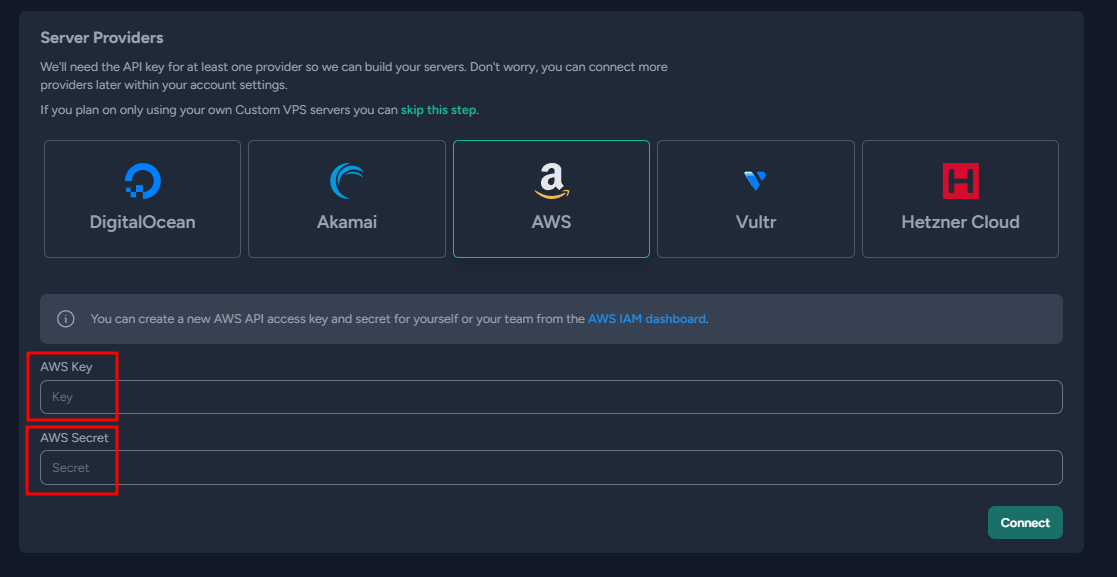 Server Providers
We'll need the API key for at least one provider so we can build your servers. Don't worry, you can connect more
providers later within your account settings.
If you plan on only using your own Custom VPS servers you can skip this step.
DigitalOcean
Akamai
a
AWS
Vultr
H
Hetzner Cloud
You can create a new AWS API access key and secret for yourself or your team from the AWS IAM dashboard.
AWS Key
Key
AWS Secret
Secret
Connect